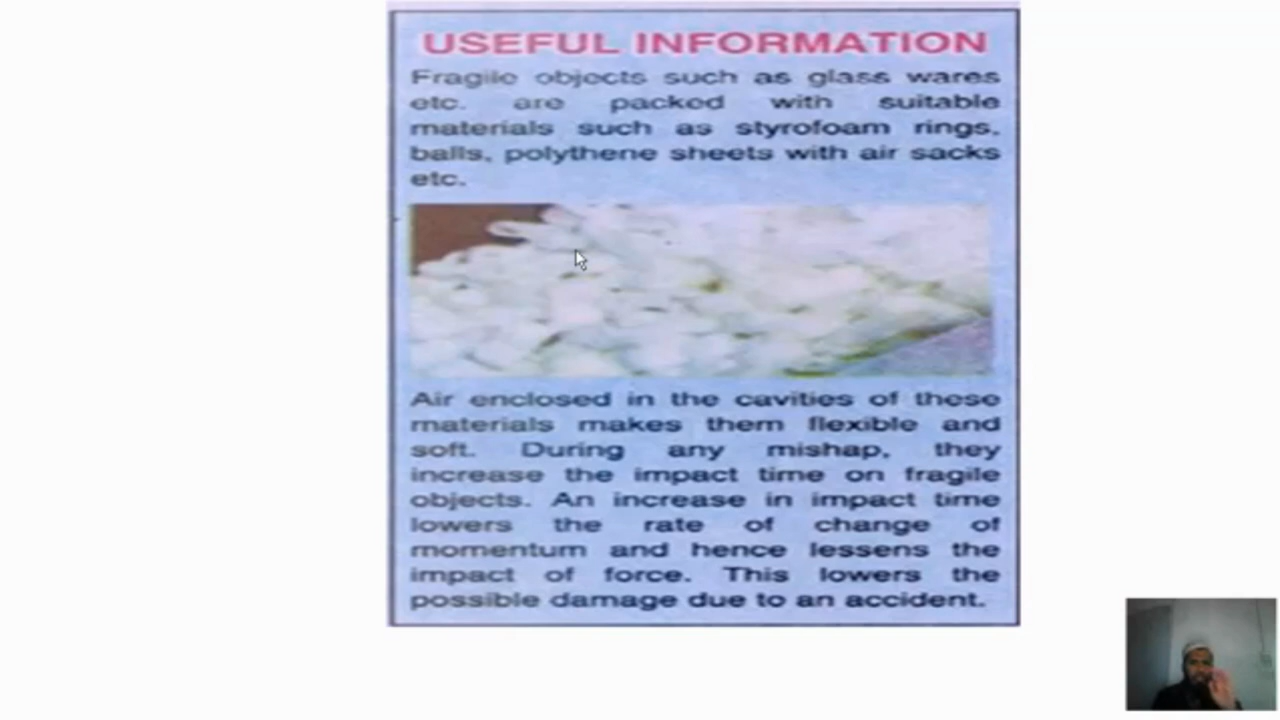 USEFUL INFORMATION
Fragile objects such as glass wares
etc. are packed with suitable
materials such as styrofoam rings,
balls, polythene sheets with air sacks
etc.
Air enclosed in the cavities of these
materials makes them flexible and
soft. During any mishap, they
increase the impact time on fragile
objects. An increase in impact time
lowers the rate of change of
momentum and hence lessens the
impact of force. This lowers the
possible damage due to an accident.